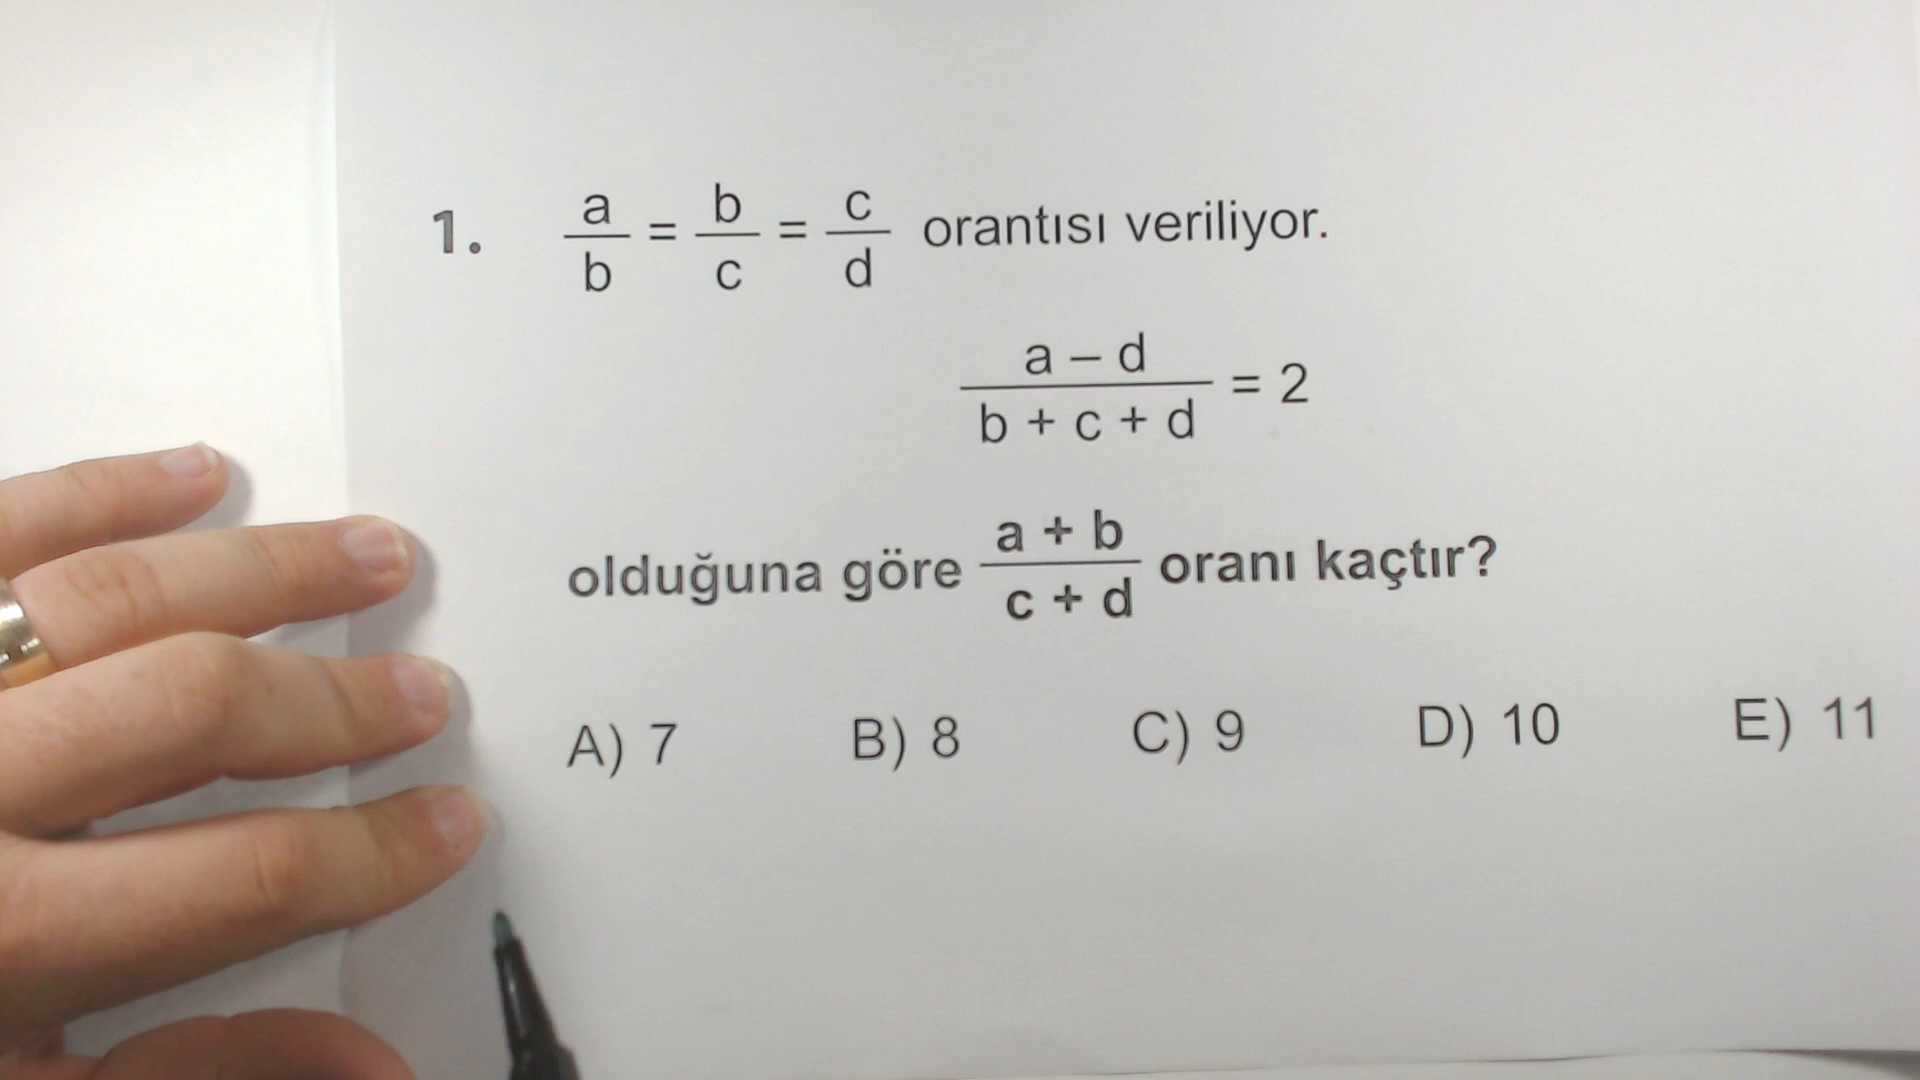 1. a/b = b/c = c/d orantısı veriliyor.
(a – d)/(b + c + d) = 2
olduğuna göre (a + b)/(c + d) oranı kaçtır?
A) 7 B) 8 C) 9 D) 10 E) 11